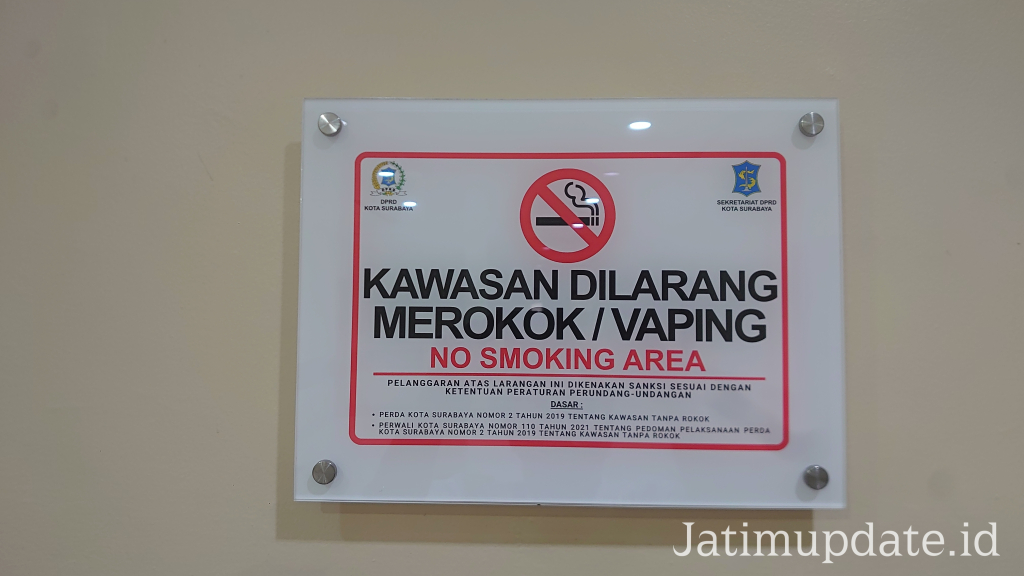 DPRD
KOTA SURABAYA
SEKRETARIAT DPRD
KOTA SURABAYA
KAWASAN DILARANG
MEROKOK / VAPING
NO SMOKING AREA
PELANGGARAN ATAS LARANGAN INI DIKENAKAN SANKSI SESUAI DENGAN
KETENTUAN PERATURAN PERUNDANG-UNDANGAN
DASAR :
• PERDA KOTA SURABAYA NOMOR 2 TAHUN 2019 TENTANG KAWASAN TANPA ROKOK
• PERWALI KOTA SURABAYA NOMOR 110 TAHUN 2021 TENTANG PEDOMAN PELAKSANAAN PERDA
KOTA SURABAYA NOMOR 2 TAHUN 2019 TENTANG KAWASAN TANPA ROKOK
Jatimupdate.id